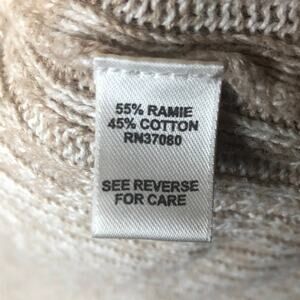 55% RAMIE
45% COTTON
RN37080
SEE REVERSE
FOR CARE